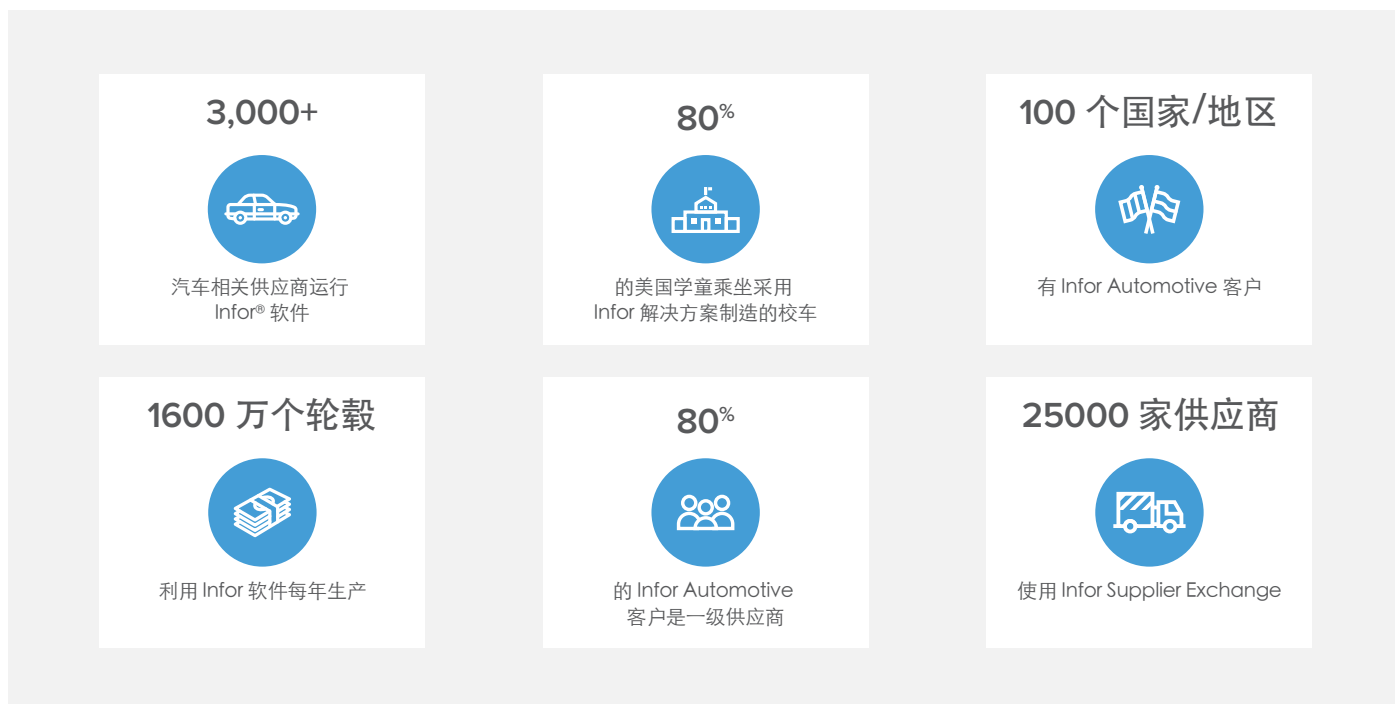 3,000+
汽车相关供应商运行
Infor® 软件
80%
的美国学童乘坐采用
Infor 解决方案制造的校车
100 个国家/地区
有 Infor Automotive 客户
1600 万个轮毂
利用 Infor 软件每年生产
80%
的 Infor Automotive
客户是一级供应商
25000 家供应商
使用 Infor Supplier Exchange